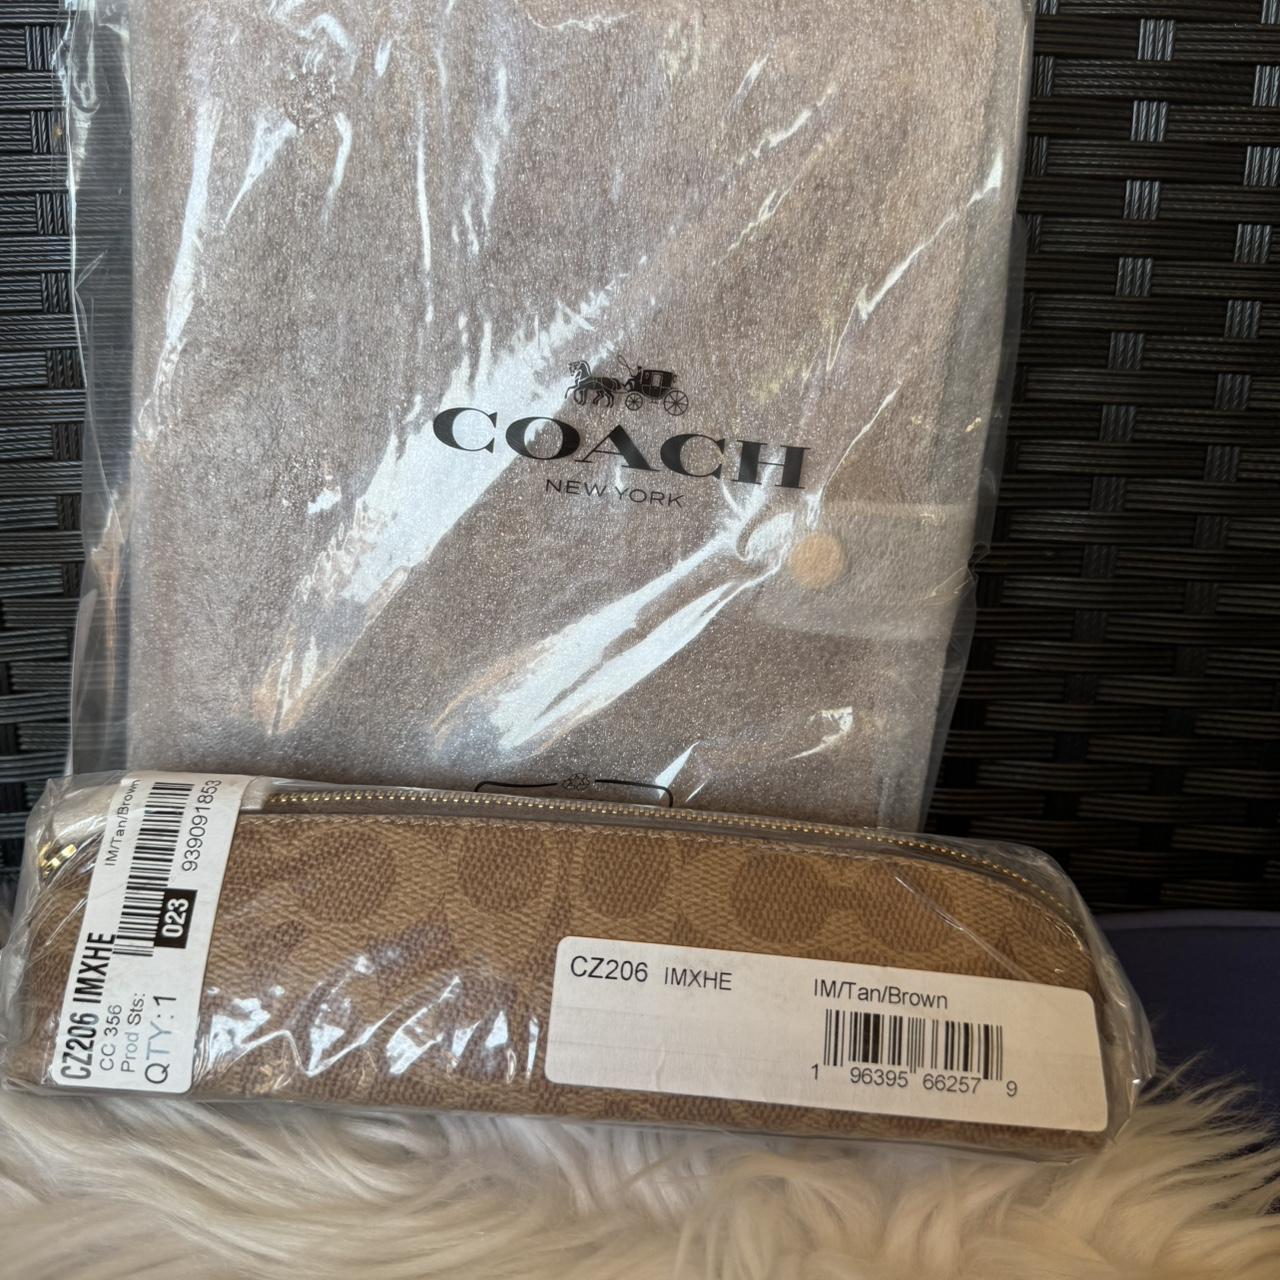 COACH
NEW YORK
IM/Tan/Brown
939091853
023
CZ206 IMXHE
CC 356
Prod Sts:
QTY: 1
CZ206 IMXHE
IM/Tan/Brown
1 96395 66257 9